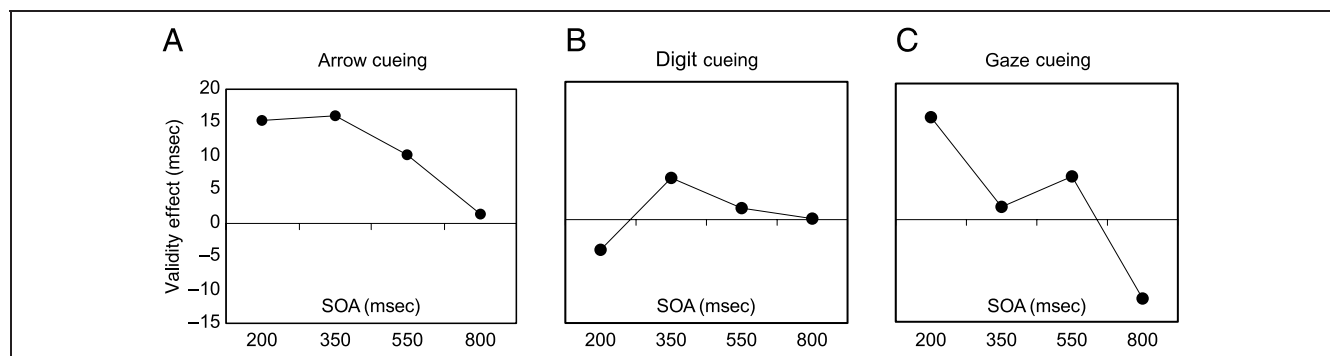 A
Arrow cueing
Validity effect (msec)
20
15
10
5
0
–5
–10
–15
SOA (msec)
200 350 550 800
B
Digit cueing
SOA (msec)
200 350 550 800
C
Gaze cueing
SOA (msec)
200 350 550 800